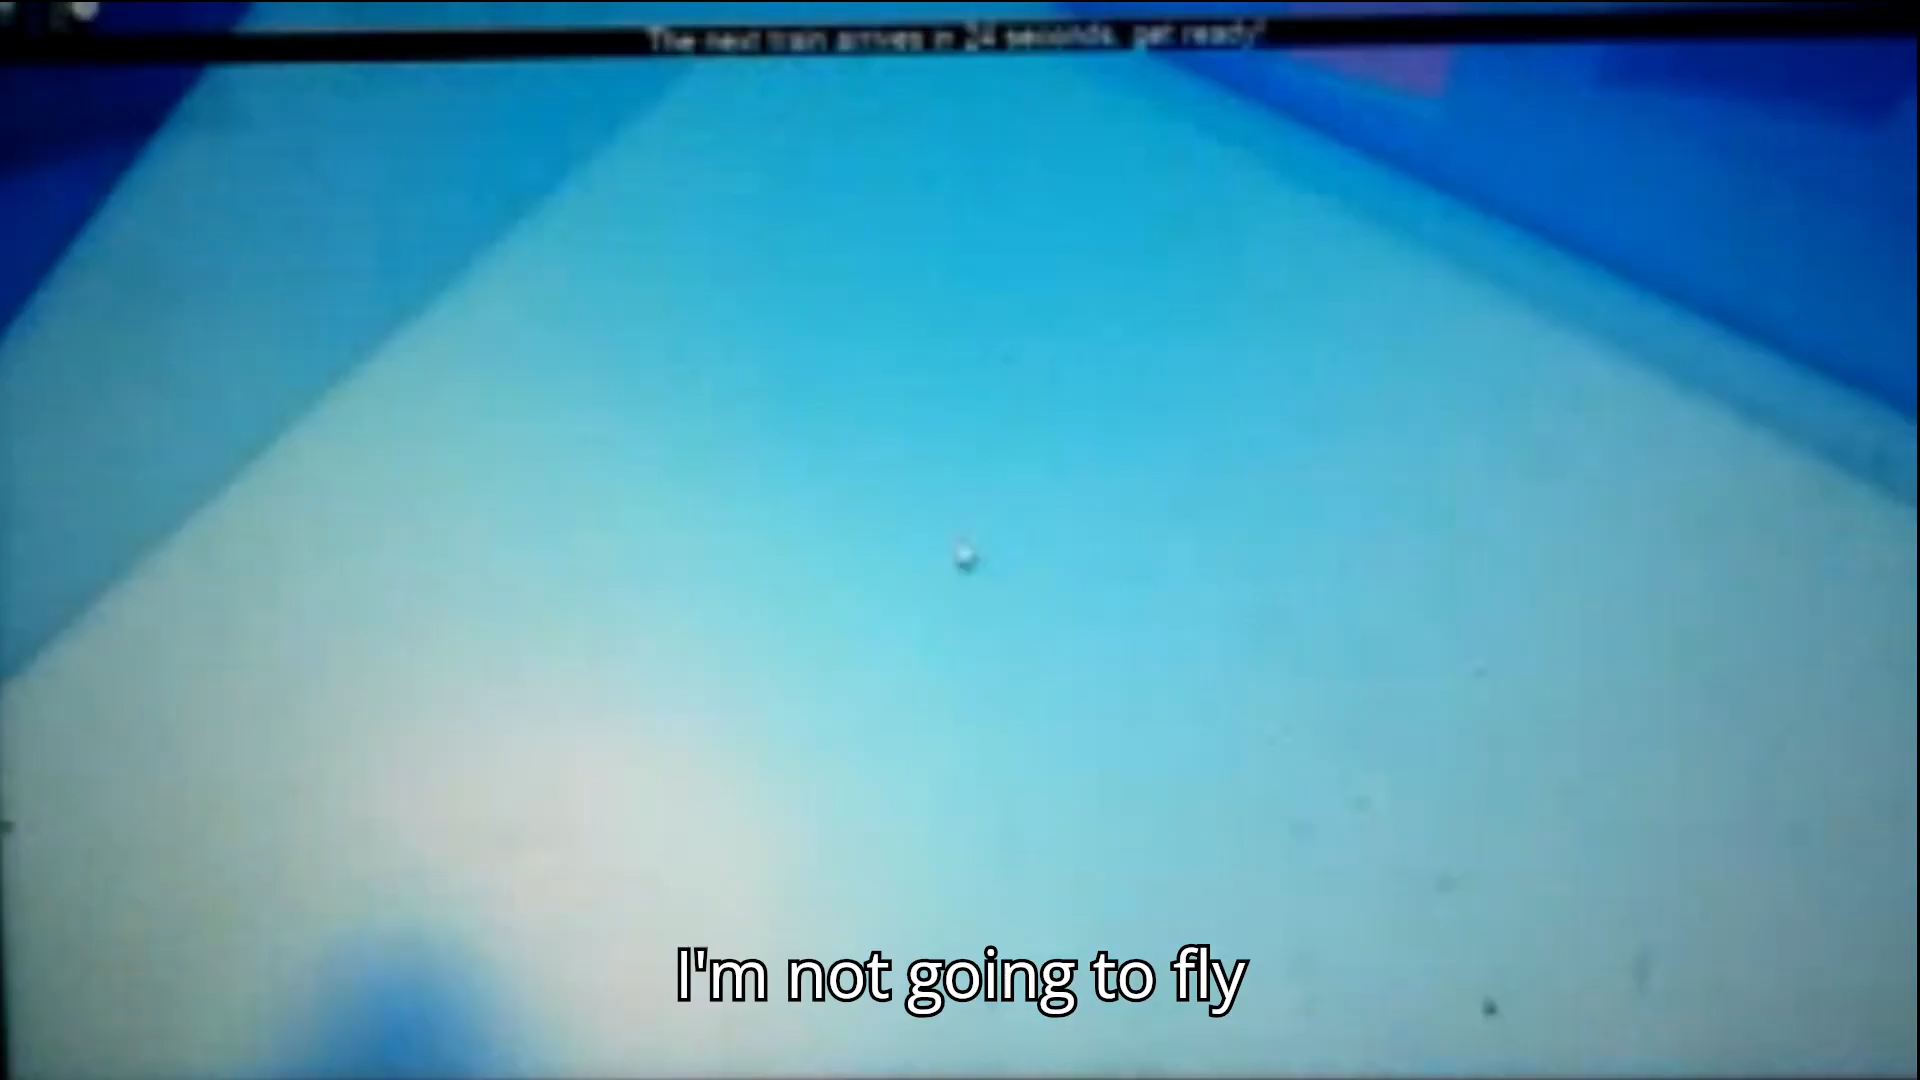 The next train arrives in 24 seconds, get ready!
I'm not going to fly